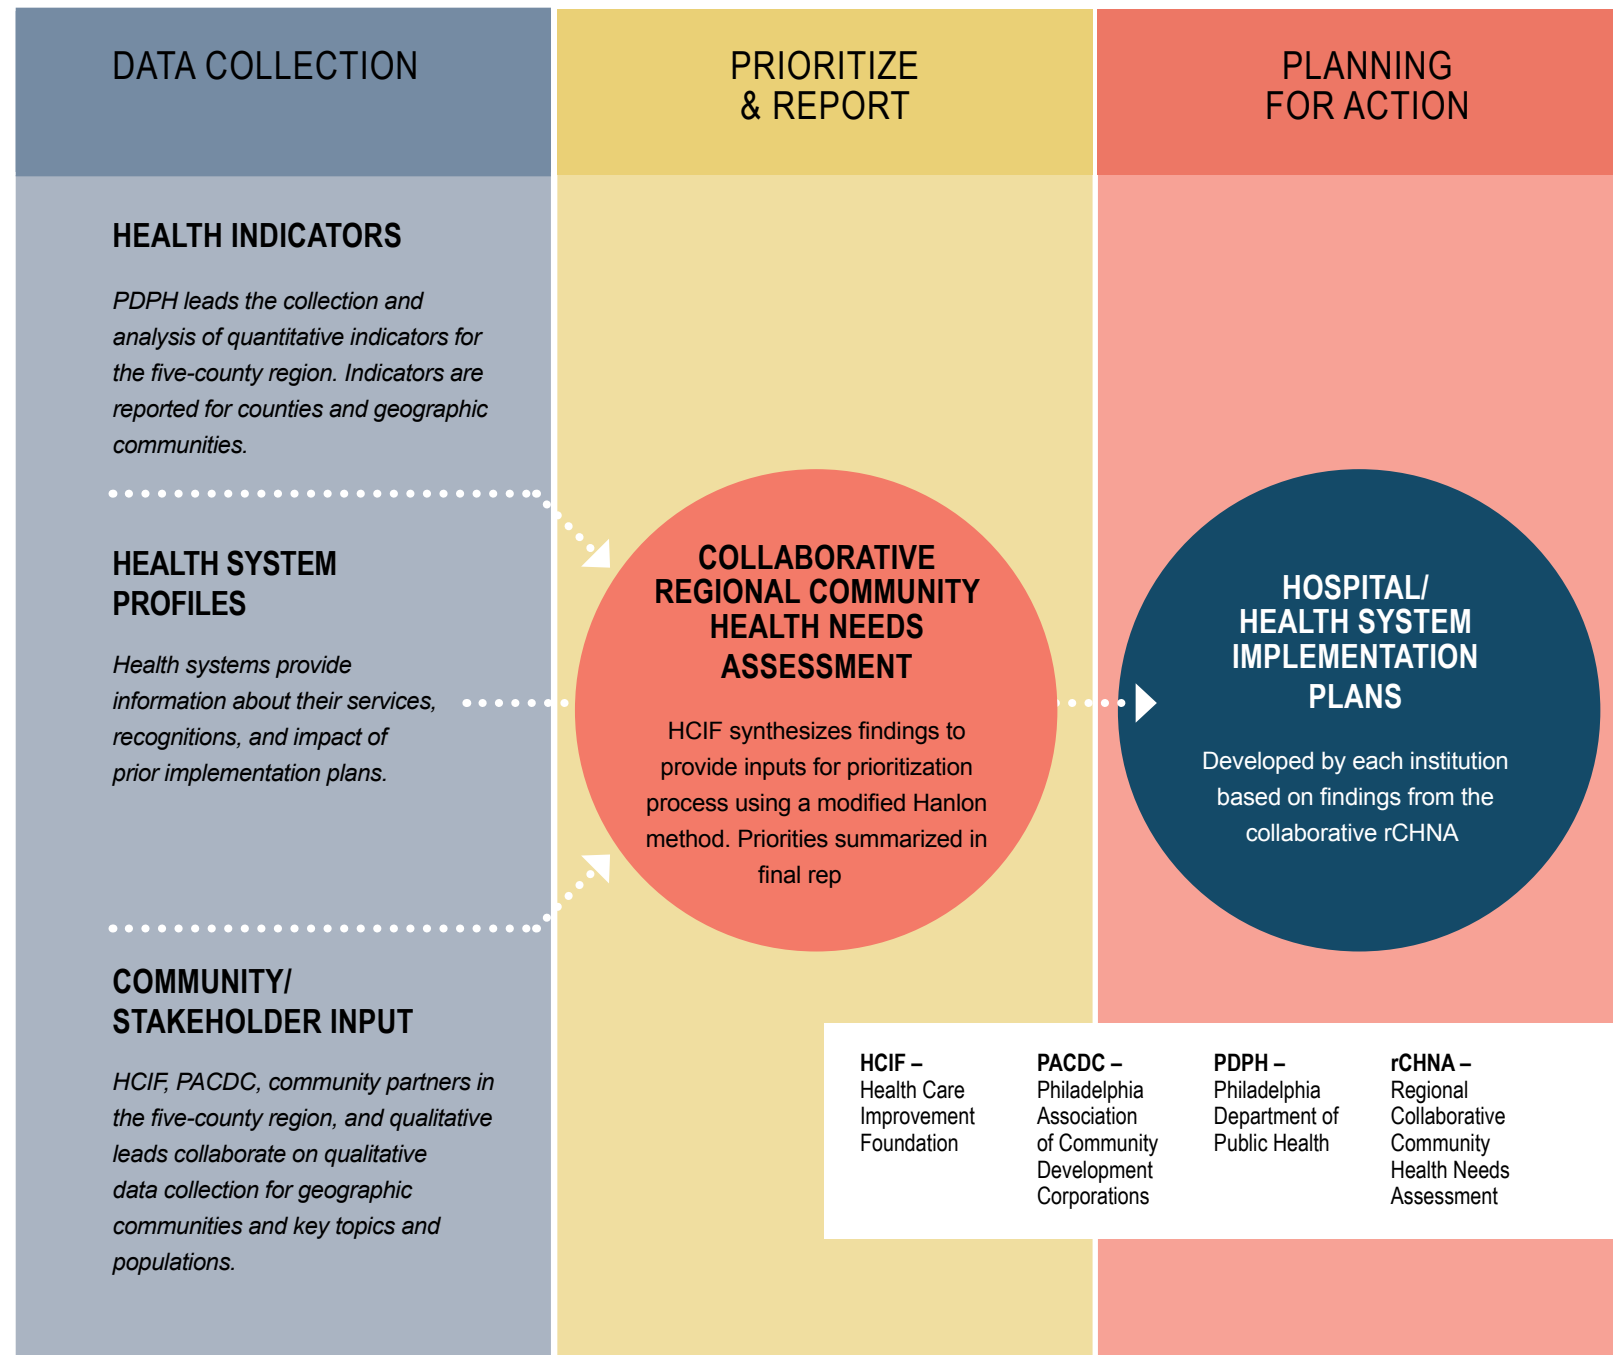 DATA COLLECTION
HEALTH INDICATORS
PDPH leads the collection and
analysis of quantitative indicators for
the five-county region. Indicators are
reported for counties and geographic
communities.
HEALTH SYSTEM
PROFILES
Health systems provide
information about their services,
recognitions, and impact of
prior implementation plans.
COMMUNITY/
STAKEHOLDER INPUT
HCIF, PACDC, community partners in
the five-county region, and qualitative
leads collaborate on qualitative
data collection for geographic
communities and key topics and
populations.
PRIORITIZE
& REPORT
COLLABORATIVE
REGIONAL COMMUNITY
HEALTH NEEDS
ASSESSMENT
HCIF synthesizes findings to
provide inputs for prioritization
process using a modified Hanlon
method. Priorities summarized in
final rep
PLANNING
FOR ACTION
HOSPITAL/
HEALTH SYSTEM
IMPLEMENTATION
PLANS
Developed by each institution
based on findings from the
collaborative rCHNA
HCIF –
Health Care
Improvement
Foundation
PACDC –
Philadelphia
Association
of Community
Development
Corporations
PDPH –
Philadelphia
Department of
Public Health
rCHNA –
Regional
Collaborative
Community
Health Needs
Assessment